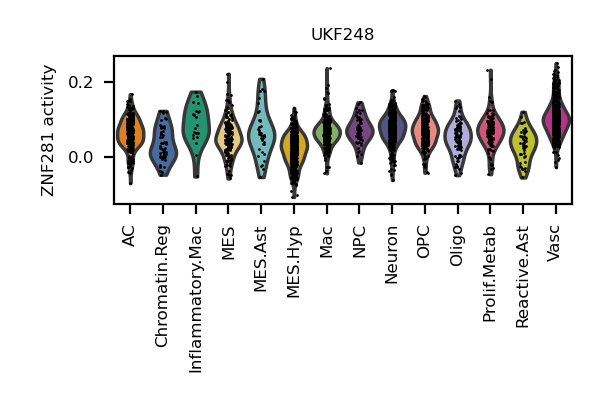 UKF248
ZNF281 activity
0.2
0.0
AC
Chromatin.Reg
Inflammatory.Mac
MES
MES.Ast
MES.Hyp
Mac
NPC
Neuron
OPC
Oligo
Prolif.Metab
Reactive.Ast
Vasc